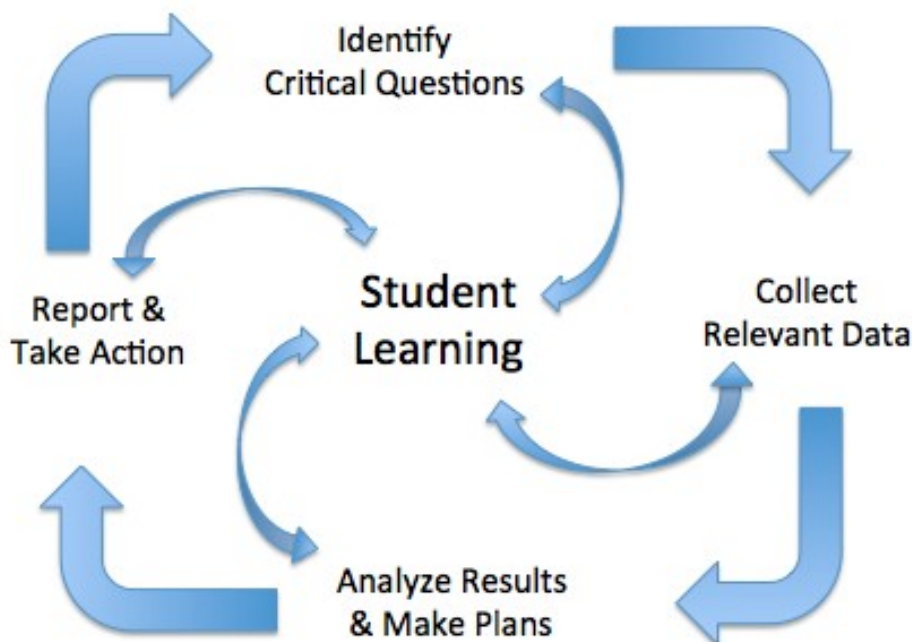 Identify
Critical Questions
Collect
Relevant Data
Analyze Results
& Make Plans
Report &
Take Action
Student
Learning